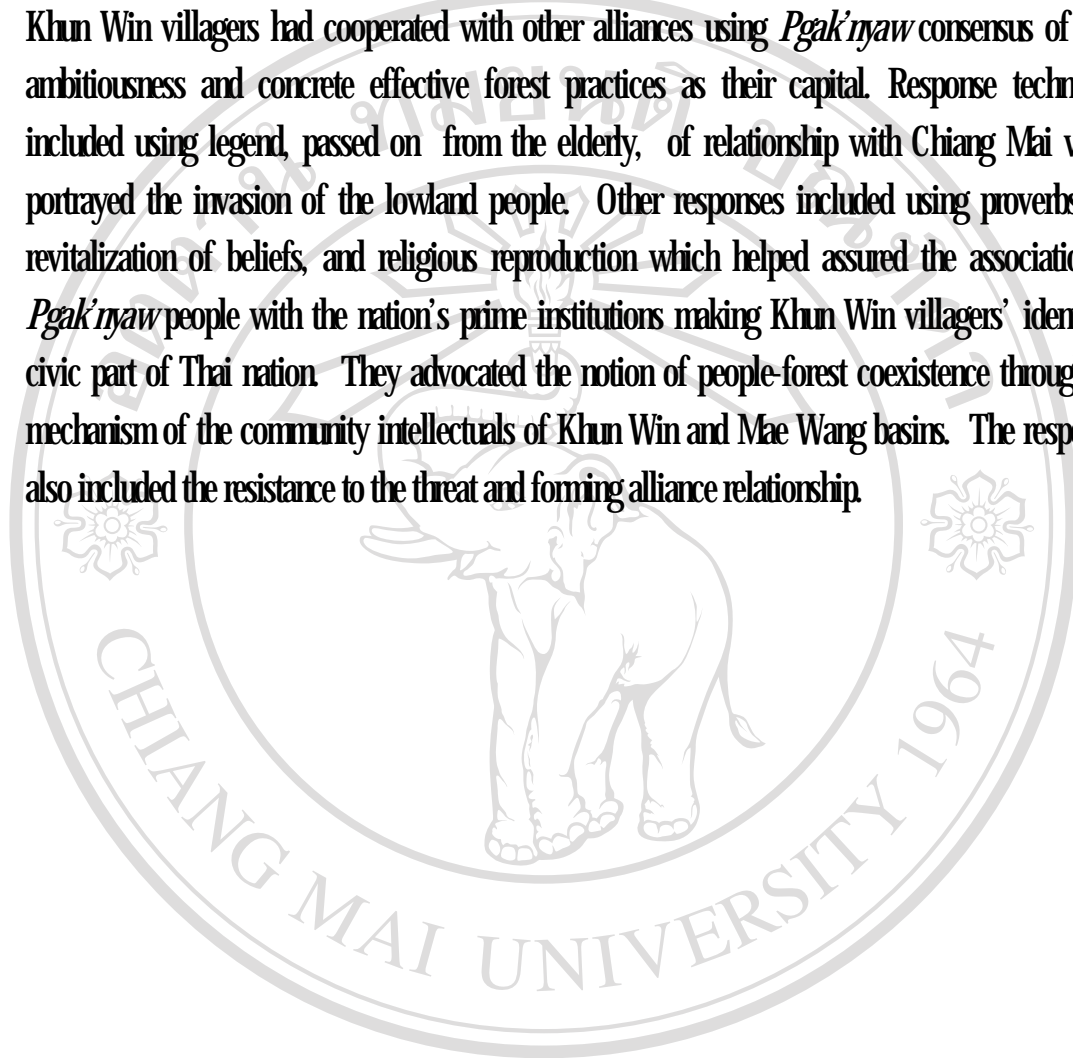 Khun Win villagers had cooperated with other alliances using Pgak’nyaw consensus of
ambitiousness and concrete effective forest practices as their capital. Response techn
included using legend, passed on from the elderly, of relationship with Chiang Mai w
portrayed the invasion of the lowland people. Other responses included using proverbs
revitalization of beliefs, and religious reproduction which helped assured the associatio
Pgak’nyaw people with the nation’s prime institutions making Khun Win villagers’ iden
civic part of Thai nation. They advocated the notion of people-forest coexistence throug
mechanism of the community intellectuals of Khun Win and Mae Wang basins. The resp
also included the resistance to the threat and forming alliance relationship.
CHIANG MAI UNIVERSITY 1964